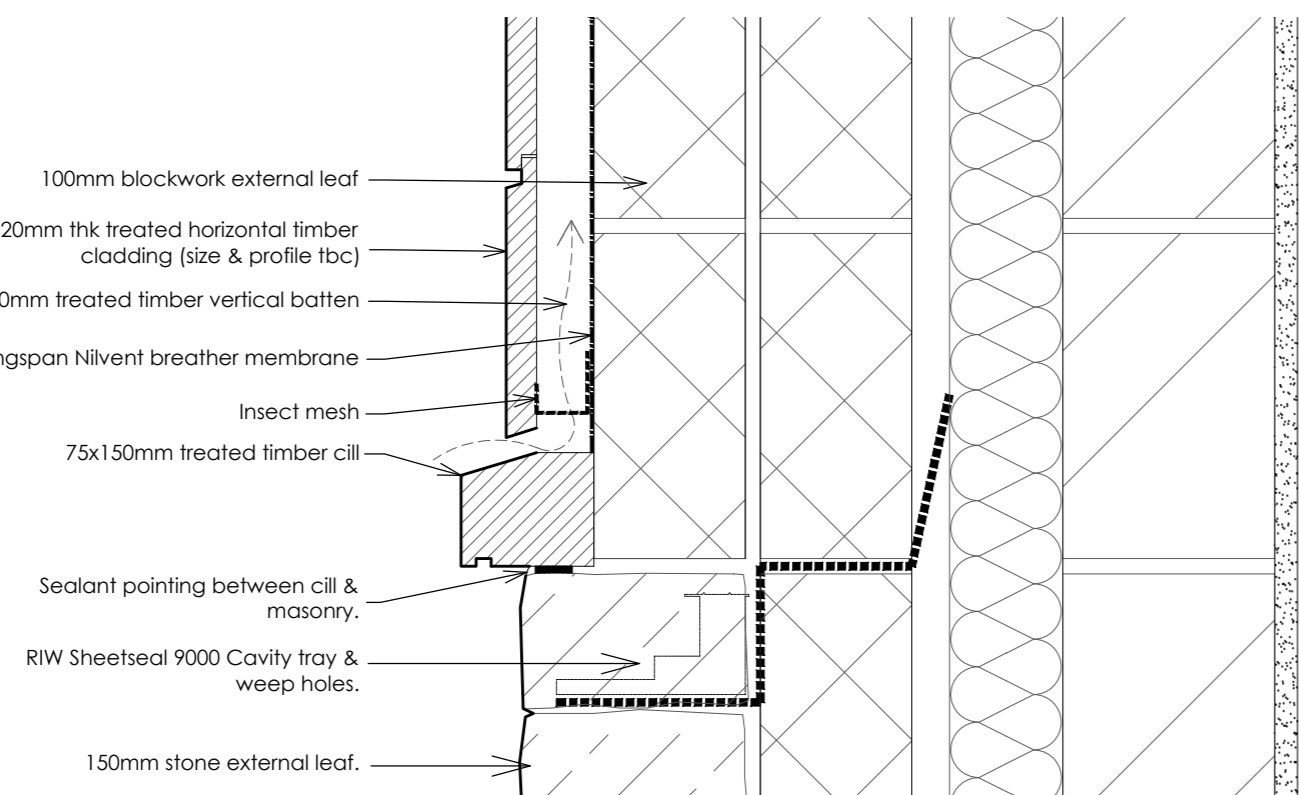 100mm blockwork external leaf
20mm thk treated horizontal timber
cladding (size & profile tbc)
0mm treated timber vertical batten
ngspan Nilvent breather membrane
Insect mesh
75x150mm treated timber cill
Sealant pointing between cill &
masonry.
RIW Sheetseal 9000 Cavity tray &
weep holes.
150mm stone external leaf.